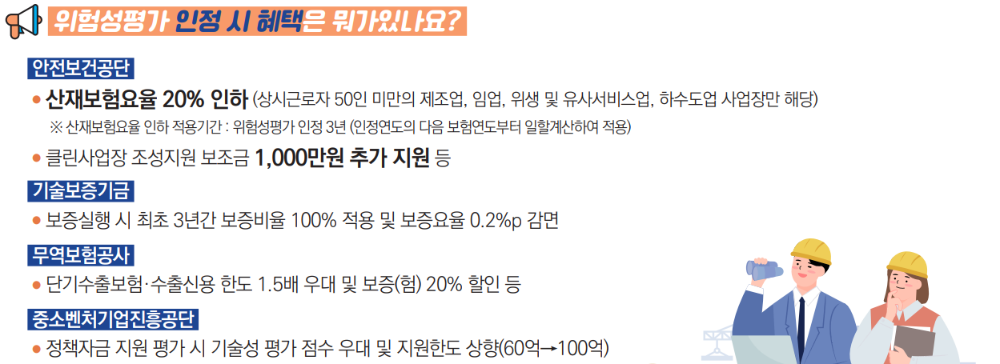 위험성평가 인정 시 혜택은 뭐가있나요?
안전보건공단
• 산재보험요율 20% 인하 (상시근로자 50인 미만의 제조업, 임업, 위생 및 유사서비스업, 하수도업 사업장만 해당)
※ 산재보험요율 인하 적용기간 : 위험성평가 인정 3년 (인정연도의 다음 보험연도부터 일할계산하여 적용)
• 클린사업장 조성지원 보조금 1,000만원 추가 지원 등
기술보증기금
• 보증실행 시 최초 3년간 보증비율 100% 적용 및 보증요율 0.2%p 감면
무역보험공사
• 단기수출보험·수출신용 한도 1.5배 우대 및 보증(험) 20% 할인 등
중소벤처기업진흥공단
• 정책자금 지원 평가 시 기술성 평가 점수 우대 및 지원한도 상향(60억→100억)